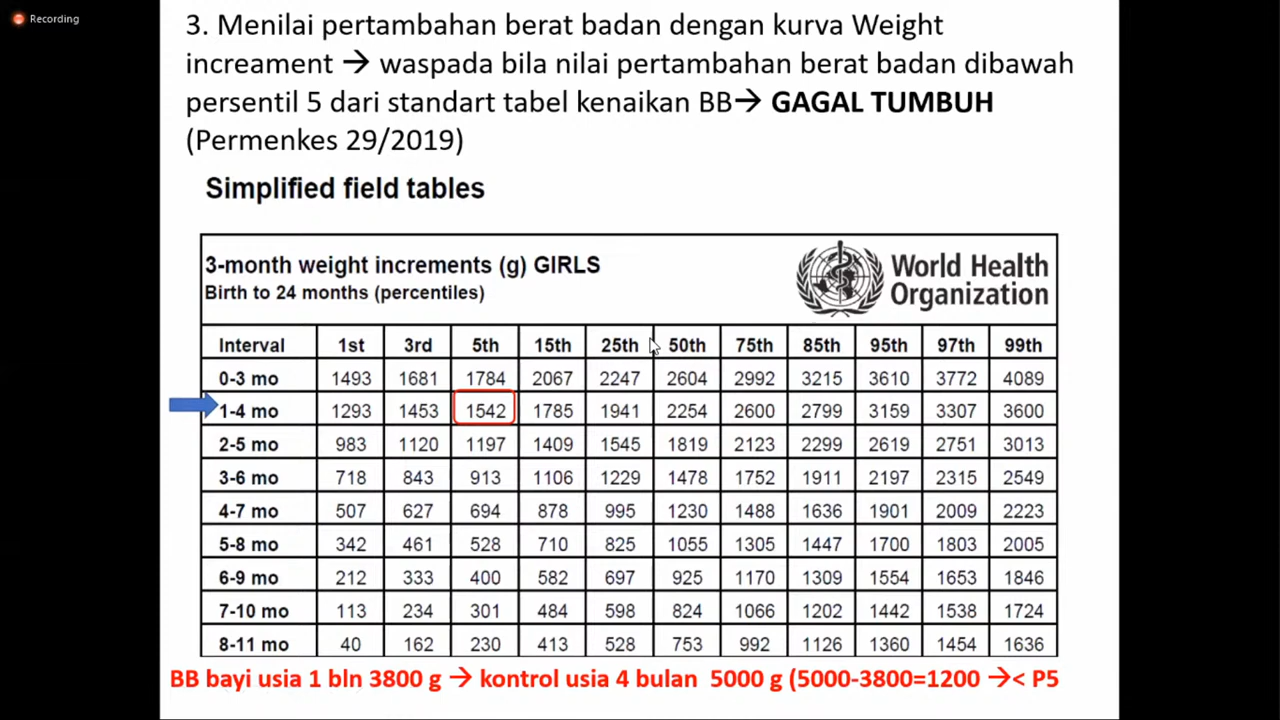 Recording
3. Menilai pertambahan berat badan dengan kurva Weight
increament → waspada bila nilai pertambahan berat badan dibawah
persentil 5 dari standart tabel kenaikan BB→ GAGAL TUMBUH
(Permenkes 29/2019)
Simplified field tables
3-month weight increments (g) GIRLS
Birth to 24 months (percentiles)
World Health
Organization
Interval 1st 3rd 5th 15th 25th 50th 75th 85th 95th 97th 99th
0-3 mo 1493 1681 1784 2067 2247 2604 2992 3215 3610 3772 4089
1-4 mo 1293 1453 1542 1785 1941 2254 2600 2799 3159 3307 3600
2-5 mo 983 1120 1197 1409 1545 1819 2123 2299 2619 2751 3013
3-6 mo 718 843 913 1106 1229 1478 1752 1911 2197 2315 2549
4-7 mo 507 627 694 878 995 1230 1488 1636 1901 2009 2223
5-8 mo 342 461 528 710 825 1055 1305 1447 1700 1803 2005
6-9 mo 212 333 400 582 697 925 1170 1309 1554 1653 1846
7-10 mo 113 234 301 484 598 824 1066 1202 1442 1538 1724
8-11 mo 40 162 230 413 528 753 992 1126 1360 1454 1636
BB bayi usia 1 bln 3800 g → kontrol usia 4 bulan 5000 g (5000-3800=1200 →< P5